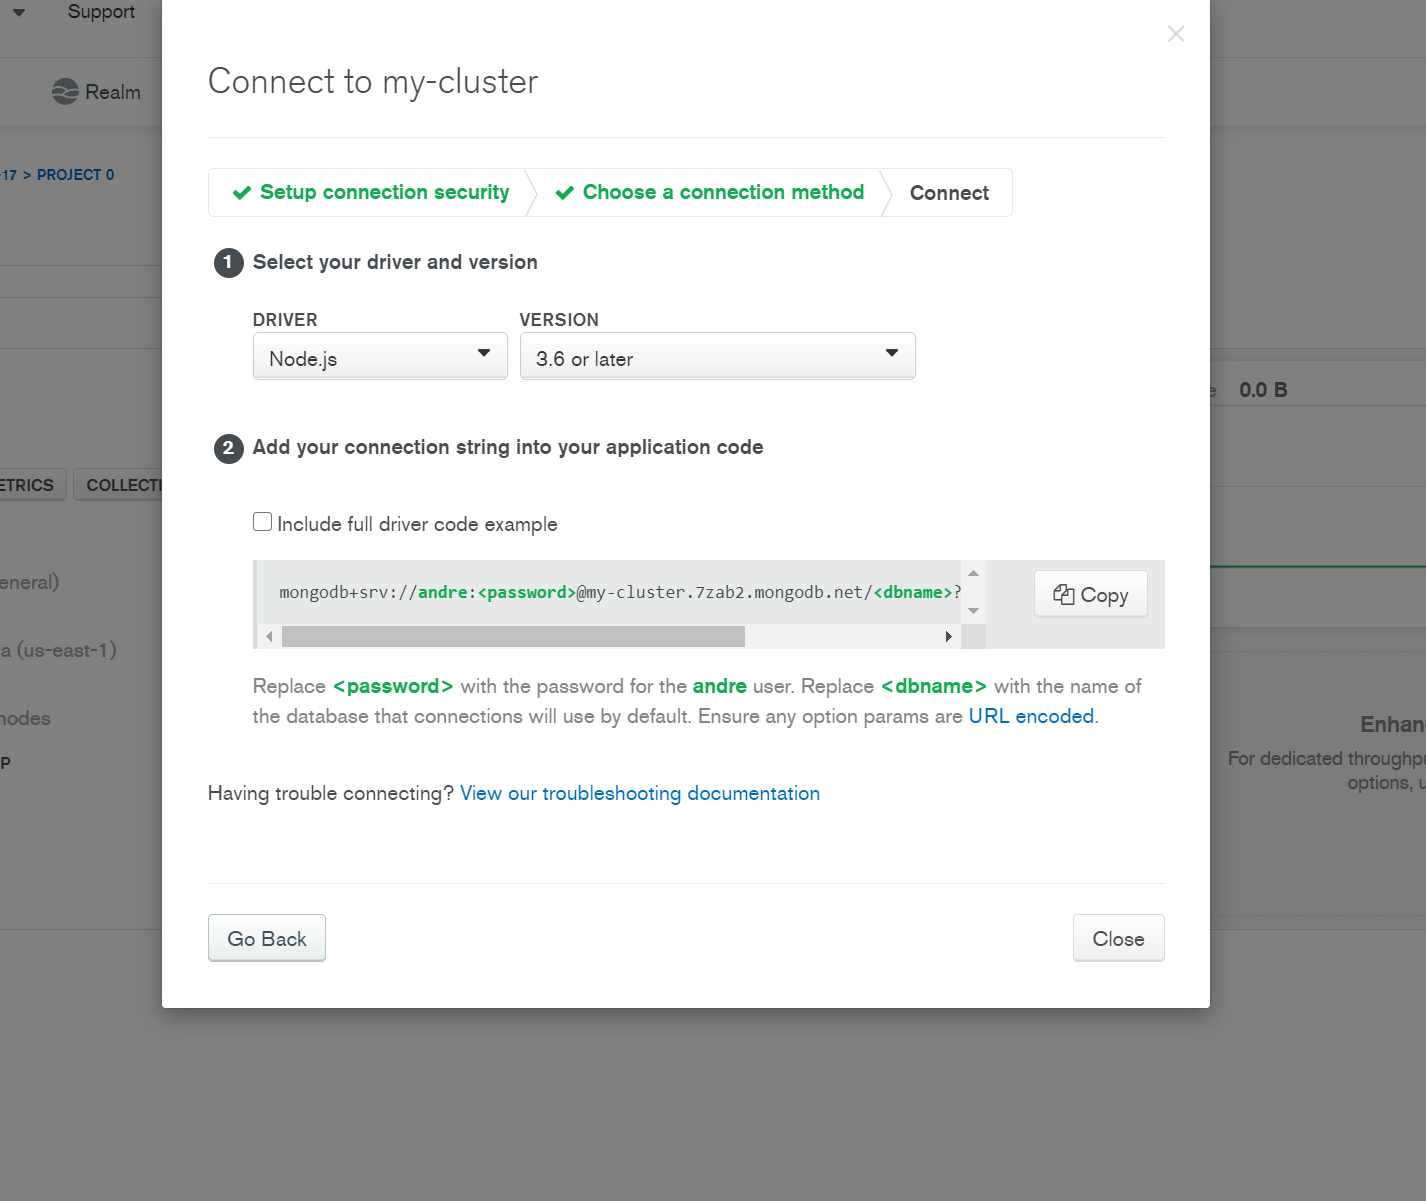 Support
Connect to my-cluster
Realm
17 > PROJECT 0
Setup connection security
Choose a connection method
Connect
1 Select your driver and version
DRIVER
VERSION
Node.js
3.6 or later
0.0 B
2 Add your connection string into your application code
ETRICS
COLLECTI
Include full driver code example
mongodb+srv://andre:<password>@my-cluster.7zab2.mongodb.net/<dbname>?
Copy
eneral)
a (us-east-1)
Replace <password> with the password for the andre user. Replace <dbname> with the name of
the database that connections will use by default. Ensure any option params are URL encoded.
nodes
P
Enhan
For dedicated throughpu
options, u
Having trouble connecting? View our troubleshooting documentation
Go Back
Close